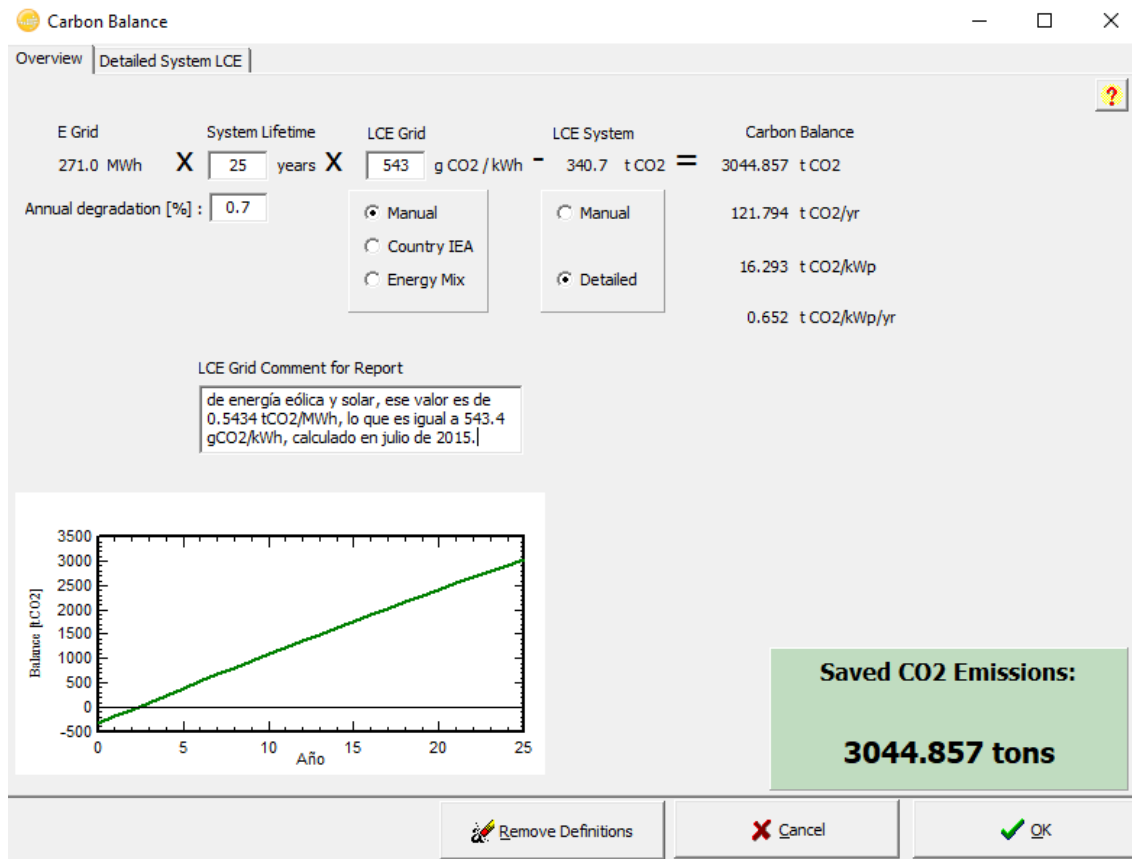 Carbon Balance
Overview Detailed System LCE
?
E Grid System Lifetime LCE Grid LCE System Carbon Balance
271.0 MWh X 25 years X 543 g CO2 / kWh - 340.7 t CO2 = 3044.857 t CO2
Annual degradation [%] : 0.7
Manual Manual 121.794 t CO2/yr
Country IEA
16.293 t CO2/kWp
Energy Mix Detailed
0.652 t CO2/kWp/yr
LCE Grid Comment for Report
de energía eólica y solar, ese valor es de
0.5434 tCO2/MWh, lo que es igual a 543.4
gCO2/kWh, calculado en julio de 2015.
3500
3000
2500
2000
1500
1000
500
0
-500
Balance [tCO2]
0 5 10 15 20 25
Año
Saved CO2 Emissions:
3044.857 tons
Remove Definitions Cancel OK